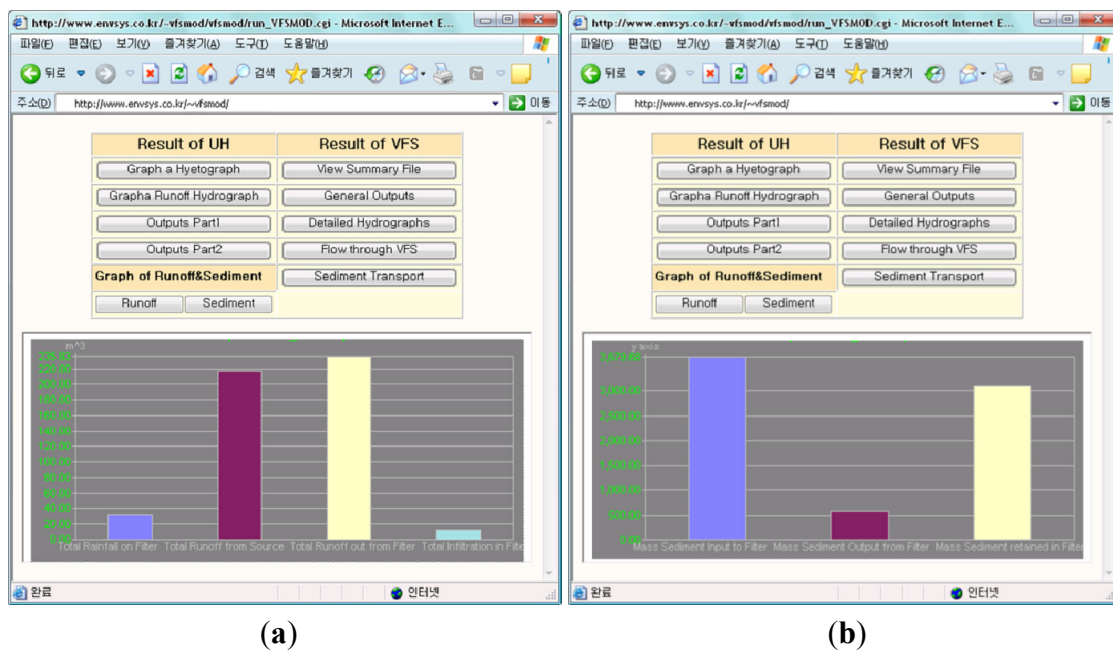 http://www.envsys.co.kr/~vfsmod/vfsmod/run_VFSMOD.cgi - Microsoft Internet E...
파일(F) 편집(E) 보기(V) 즐겨찾기(A) 도구(T) 도움말(H)
뒤로 검색 즐겨찾기
주소(D) http://www.envsys.co.kr/~vfsmod/ 이동
Result of UH Result of VFS
Graph a Hyetograph View Summary File
Grapha Runoff Hydrograph General Outputs
Outputs Part1 Detailed Hydrographs
Outputs Part2 Flow through VFS
Graph of Runoff&Sediment Sediment Transport
Runoff Sediment
m^3
220.00
200.00
180.00
160.00
140.00
120.00
100.00
80.00
60.00
40.00
20.00
0.00
Total Rainfall on Filter Total Runoff from Source Total Runoff out from Filter Total Infiltration in Filte
완료 인터넷
(a)
http://www.envsys.co.kr/~vfsmod/vfsmod/run_VFSMOD.cgi - Microsoft Internet E...
파일(F) 편집(E) 보기(V) 즐겨찾기(A) 도구(T) 도움말(H)
뒤로 검색 즐겨찾기
주소(D) http://www.envsys.co.kr/~vfsmod/ 이동
Result of UH Result of VFS
Graph a Hyetograph View Summary File
Grapha Runoff Hydrograph General Outputs
Outputs Part1 Detailed Hydrographs
Outputs Part2 Flow through VFS
Graph of Runoff&Sediment Sediment Transport
Runoff Sediment
y axis
3,000.00
2,500.00
2,000.00
1,500.00
1,000.00
500.00
0.00
Mass Sediment Input to Filter Mass Sediment Output from Filter Mass Sediment retained in Filter
완료 인터넷
(b)